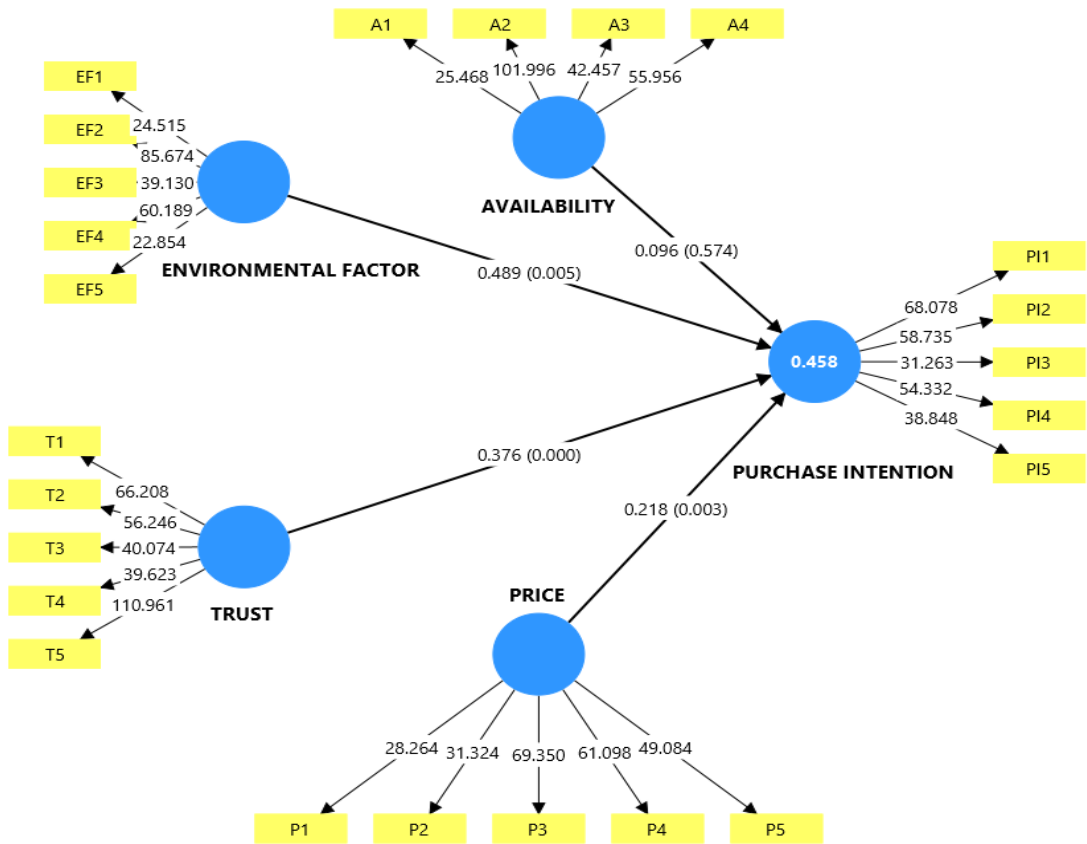 A1
A2
A3
A4
25.468
101.996
42.457
55.956
AVAILABILITY
EF1
EF2
EF3
EF4
EF5
24.515
85.674
39.130
60.189
22.854
ENVIRONMENTAL FACTOR
0.096 (0.574)
0.489 (0.005)
0.458
PI1
PI2
PI3
PI4
PI5
68.078
58.735
31.263
54.332
38.848
PURCHASE INTENTION
T1
T2
T3
T4
T5
66.208
56.246
40.074
39.623
110.961
TRUST
0.376 (0.000)
0.218 (0.003)
PRICE
28.264
31.324
69.350
61.098
49.084
P1
P2
P3
P4
P5